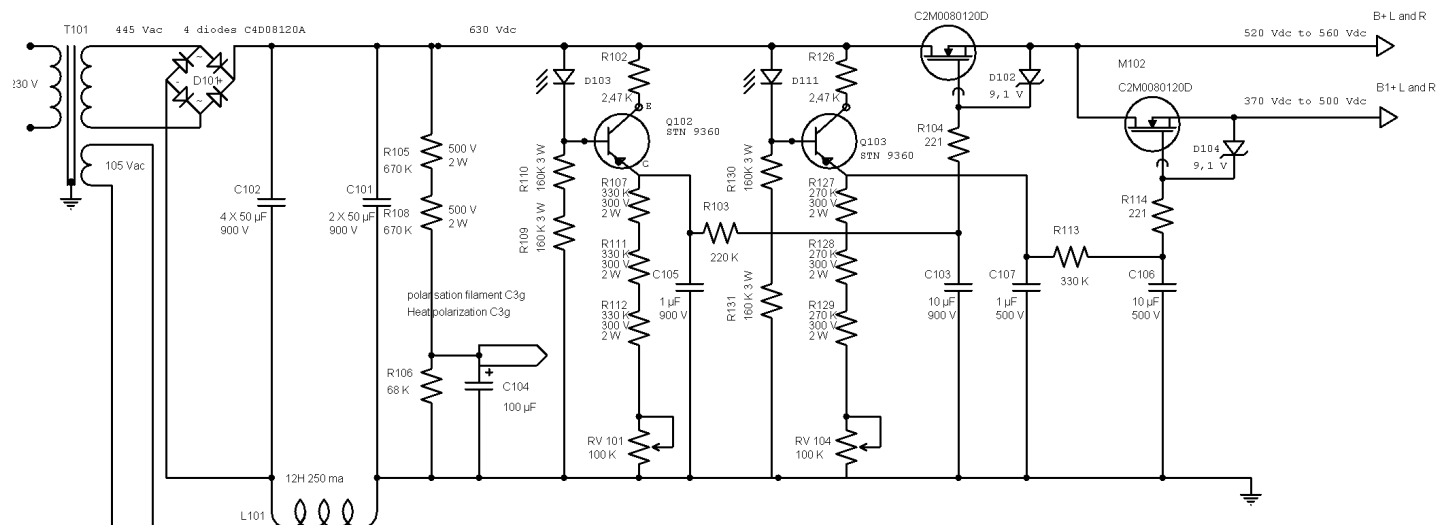 C2M0080120D
B+ L and R
T101
445 Vac
4 diodes C4D08120A
630 Vdc
520 Vdc to 560 Vdc
R102
D103
2,47 K
E
R126
D111
2,47 K
D102
9,1 V
M102
C2M0080120D
B1+ L and R
D101
~
+
-
~
230 V
370 Vdc to 500 Vdc
Q102
STN 9360
C
Q103
STN 9360
R104
221
D104
9,1 V
105 Vac
R105
670 K
500 V
2 W
R110
160K 3 W
R107
330 K
300 V
2 W
R130
160K 3 W
R127
270 K
300 V
2 W
R114
221
C102
4 X 50 µF
900 V
C101
2 X 50 µF
900 V
R108
670 K
500 V
2 W
R109
160 K 3 W
R103
220 K
R113
330 K
R111
330 K
300 V
2 W
C105
1 µF
900 V
R128
270 K
300 V
2 W
C103
10 µF
900 V
C107
1 µF
500 V
C106
10 µF
500 V
polarisation filament C3g
Heat polarization C3g
R112
330 K
300 V
2 W
R131
160 K 3 W
R129
270 K
300 V
2 W
R106
68 K
+
C104
100 µF
RV 101
100 K
RV 104
100 K
12H 250 ma
L101